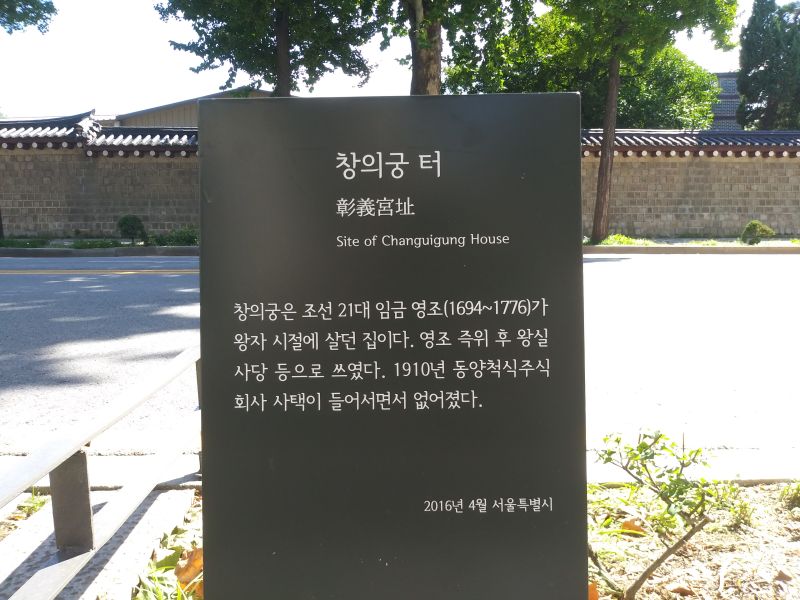 창의궁 터
彰義宮址
Site of Changuigung House
창의궁은 조선 21대 임금 영조(1694~1776)가
왕자 시절에 살던 집이다. 영조 즉위 후 왕실
사당 등으로 쓰였다. 1910년 동양척식주식
회사 사택이 들어서면서 없어졌다.
2016년 4월 서울특별시